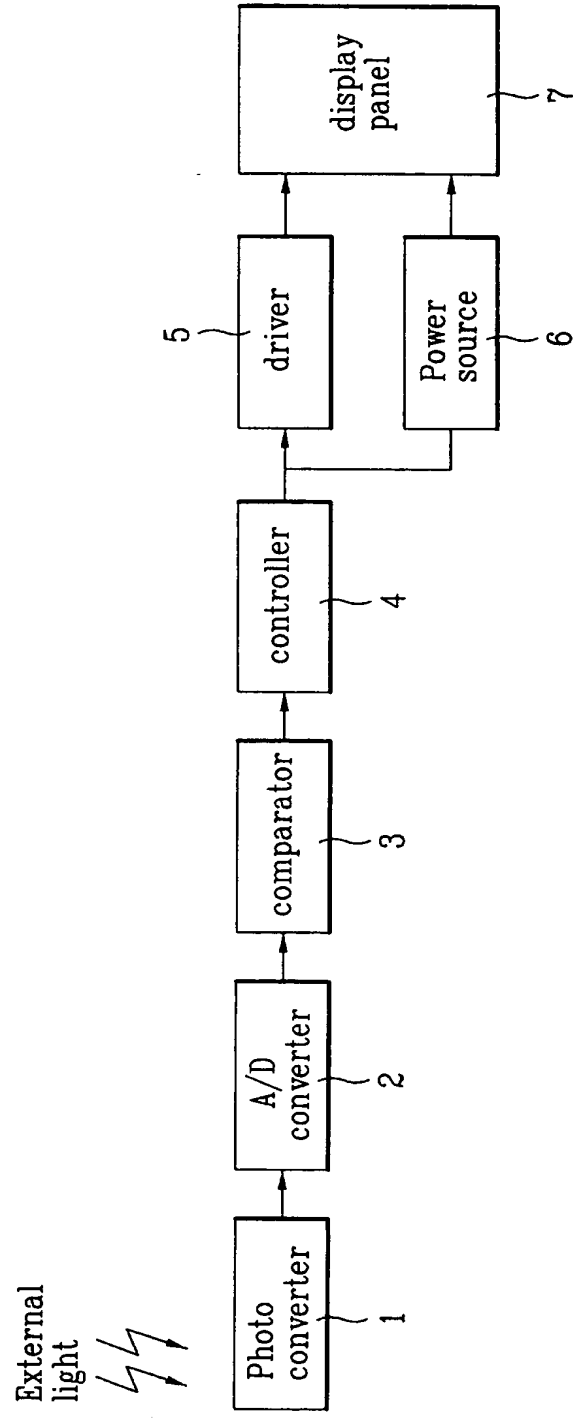 External
light
Photo
converter
1
A/D
converter
2
comparator
3
controller
4
5
driver
Power
source
6
display
panel
7